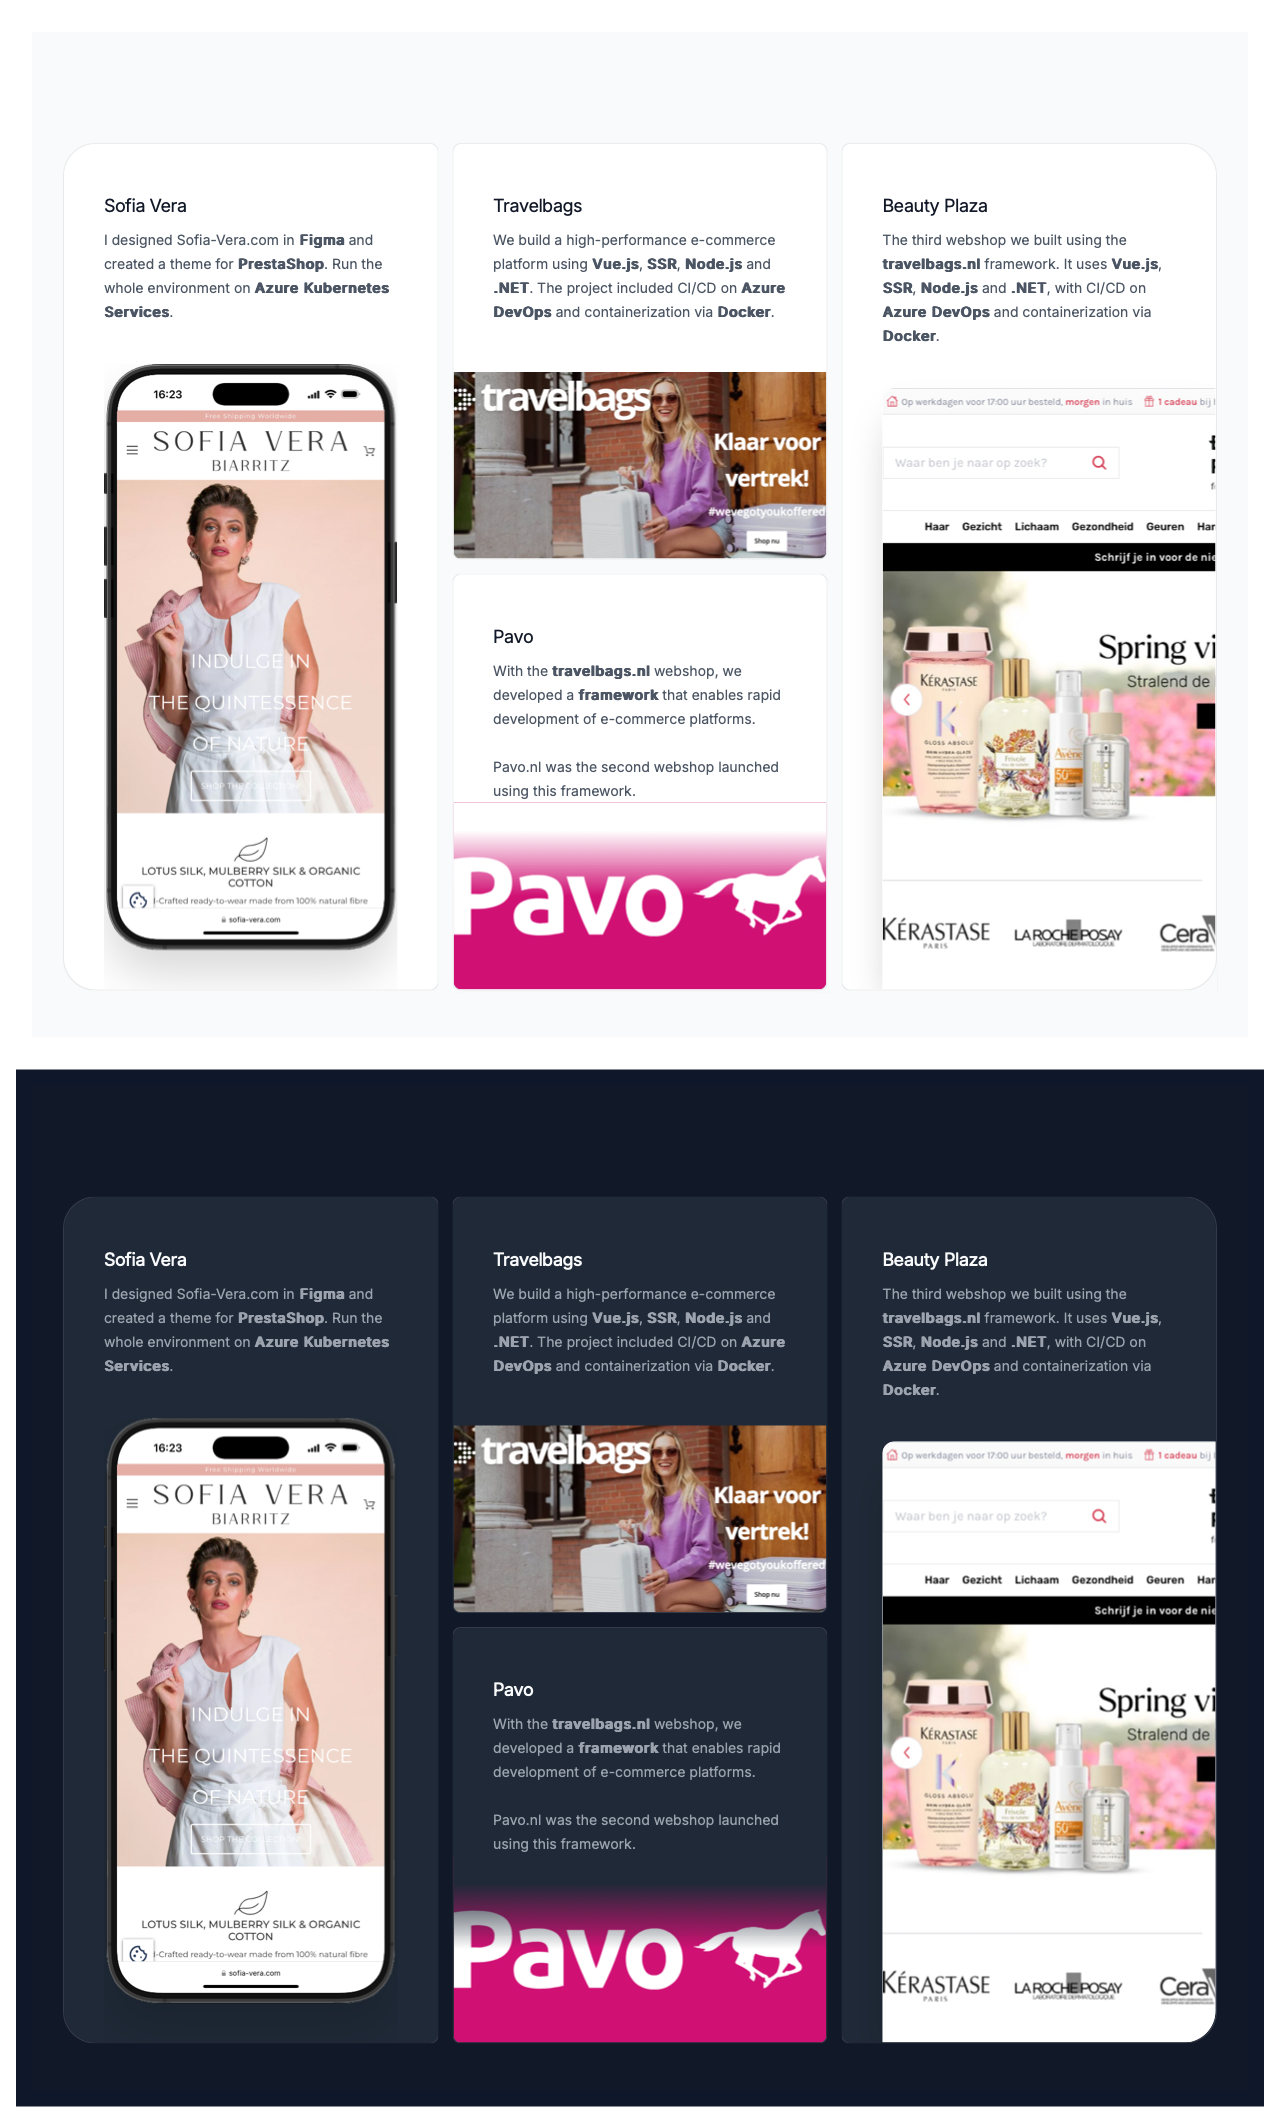 Sofia Vera
I designed Sofia-Vera.com in Figma and
created a theme for PrestaShop. Run the
whole environment on Azure Kubernetes
Services.
16:23
Free Shipping Worldwide
SOFIA VERA
BIARRITZ
INDULGE IN
THE QUINTESSENCE
OF NATURE
SHOP THE COLLECTION
LOTUS SILK, MULBERRY SILK & ORGANIC
COTTON
-Crafted ready-to-wear made from 100% natural fibre
sofia-vera.com
Travelbags
We build a high-performance e-commerce
platform using Vue.js, SSR, Node.js and
.NET. The project included CI/CD on Azure
DevOps and containerization via Docker.
travelbags
Klaar voor
vertrek!
#wevegotyoukoffered
Shop nu
Pavo
With the travelbags.nl webshop, we
developed a framework that enables rapid
development of e-commerce platforms.
Pavo.nl was the second webshop launched
using this framework.
Pavo
Beauty Plaza
The third webshop we built using the
travelbags.nl framework. It uses Vue.js,
SSR, Node.js and .NET, with CI/CD on
Azure DevOps and containerization via
Docker.
Op werkdagen voor 17:00 uur besteld, morgen in huis 1 cadeau bij
Waar ben je naar op zoek?
Haar Gezicht Lichaam Gezondheid Geuren Har
Schrijf je in voor de nie
Spring vi
Stralend de
KÉRASTASE
PARIS
GLOSS ABSOLU
Frivole
Avène
50
KÉRASTASE
PARIS
LA ROCHE POSAY
LABORATOIRE DERMATOLOGIQUE
CeraV
Sofia Vera
I designed Sofia-Vera.com in Figma and
created a theme for PrestaShop. Run the
whole environment on Azure Kubernetes
Services.
16:23
Free Shipping Worldwide
SOFIA VERA
BIARRITZ
INDULGE IN
THE QUINTESSENCE
OF NATURE
SHOP THE COLLECTION
LOTUS SILK, MULBERRY SILK & ORGANIC
COTTON
-Crafted ready-to-wear made from 100% natural fibre
sofia-vera.com
Travelbags
We build a high-performance e-commerce
platform using Vue.js, SSR, Node.js and
.NET. The project included CI/CD on Azure
DevOps and containerization via Docker.
travelbags
Klaar voor
vertrek!
#wevegotyoukoffered
Shop nu
Pavo
With the travelbags.nl webshop, we
developed a framework that enables rapid
development of e-commerce platforms.
Pavo.nl was the second webshop launched
using this framework.
Pavo
Beauty Plaza
The third webshop we built using the
travelbags.nl framework. It uses Vue.js,
SSR, Node.js and .NET, with CI/CD on
Azure DevOps and containerization via
Docker.
Op werkdagen voor 17:00 uur besteld, morgen in huis 1 cadeau bij
Waar ben je naar op zoek?
Haar Gezicht Lichaam Gezondheid Geuren Har
Schrijf je in voor de nie
Spring vi
Stralend de
KÉRASTASE
PARIS
GLOSS ABSOLU
Frivole
Avène
50
KÉRASTASE
PARIS
LA ROCHE POSAY
LABORATOIRE DERMATOLOGIQUE
CeraV